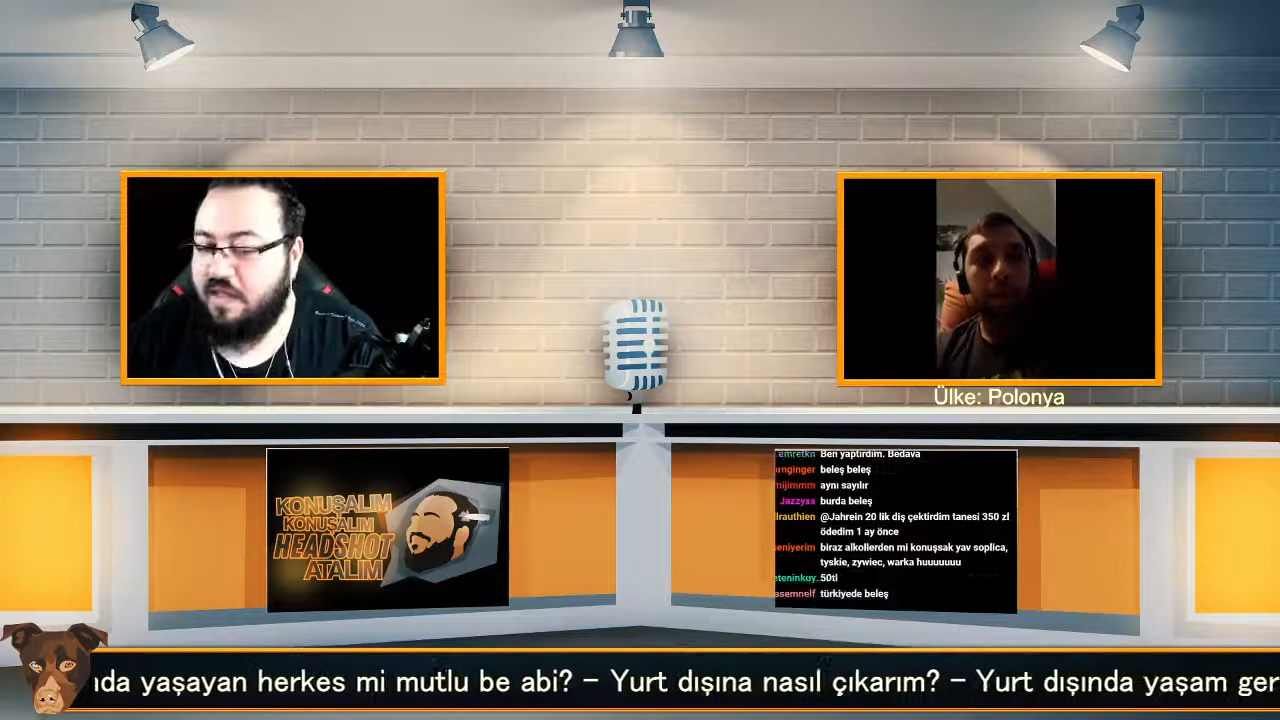 Ülke: Polonya
KONUŞALIM
KONUŞALIM
HEADSHOT
ATALIM
emretkn Ben yaptırdım. Bedava
beleş beleş
aynı sayılır
Jazzyxs burda beleş
@Jahrein 20 lik diş çektirdim tanesi 350 zl
ödedim 1 ay önce
biraz alkollerden mi konuşsak yav soplica,
tyskie, zywiec, warka huuuuuuu
50tl
türkiyede beleş
yaşayan herkes mi mutlu be abi? – Yurt dışına nasıl çıkarım? – Yurt dışında yaşam ger